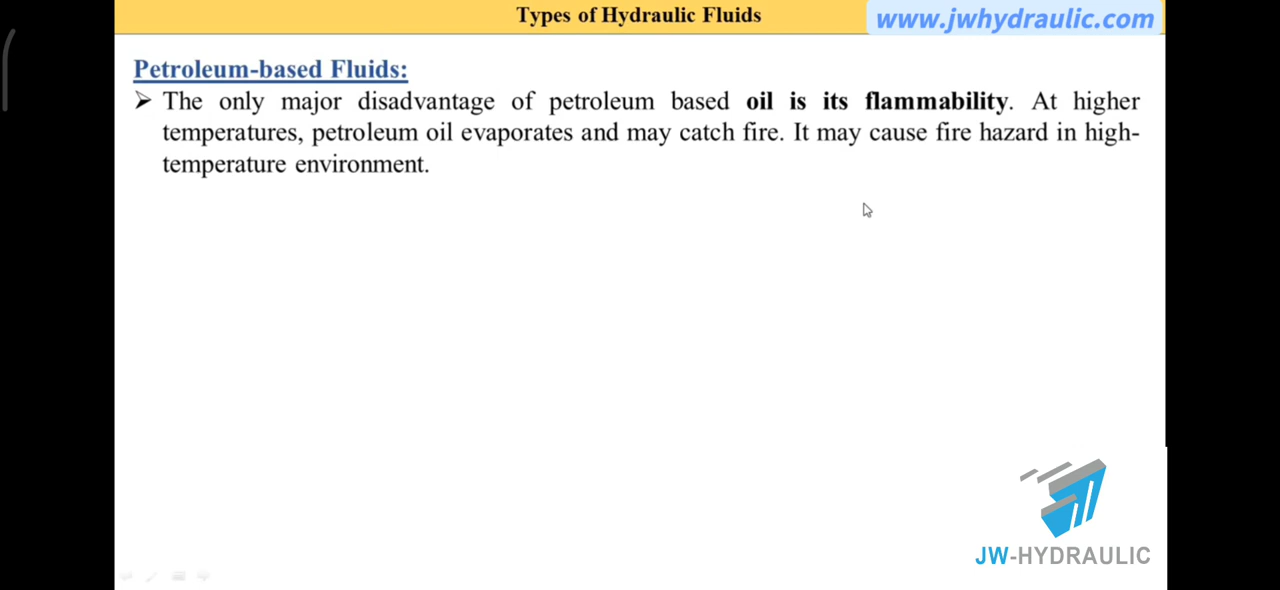 Types of Hydraulic Fluids
www.jwhydraulic.com
Petroleum-based Fluids:
➢ The only major disadvantage of petroleum based oil is its flammability. At higher
temperatures, petroleum oil evaporates and may catch fire. It may cause fire hazard in high-
temperature environment.
JW-HYDRAULIC